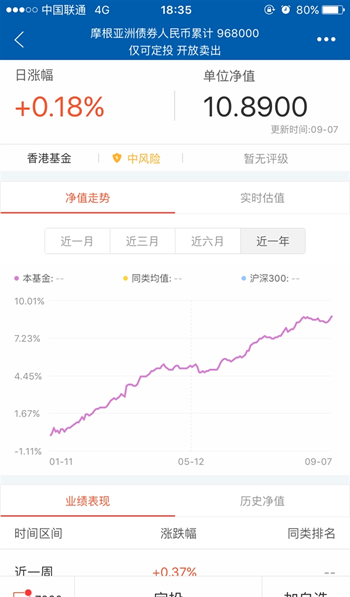 中国联通 4G 18:35 80%
摩根亚洲债券人民币累计 968000
仅可定投 开放卖出
日涨幅 单位净值
+0.18% 10.8900
更新时间:09-07
香港基金 中风险 暂无评级
净值走势 实时估值
近一月 近三月 近六月 近一年
本基金: -- 同类均值: -- 沪深300: --
10.01%
7.23%
4.45%
1.67%
-1.11%
01-11 05-12 09-07
业绩表现 历史净值
时间区间 涨跌幅 同类排名
近一周 +0.37% --
定投 加自选